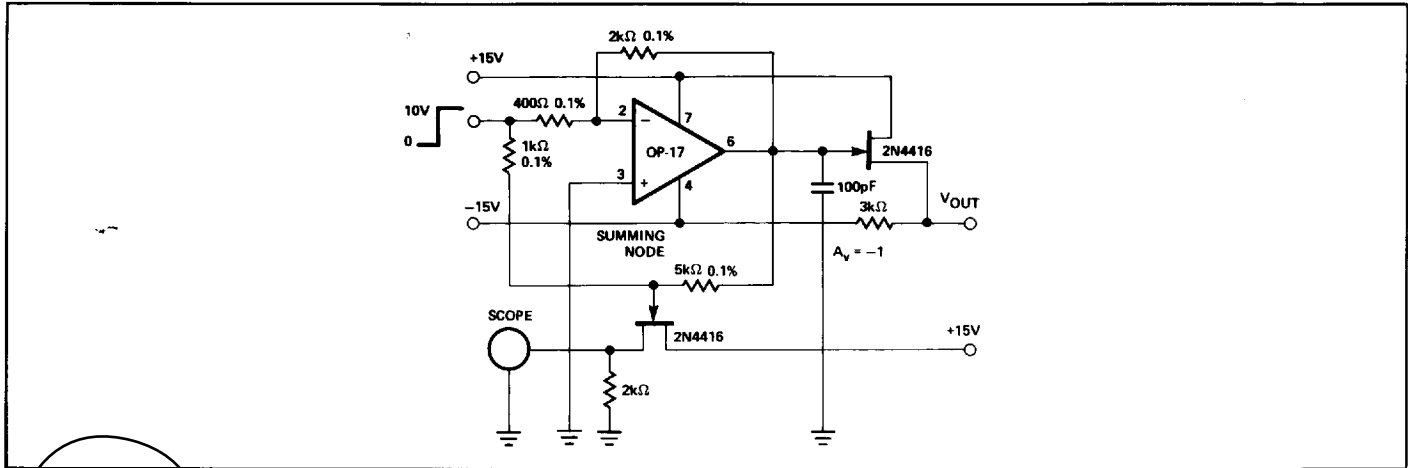 2kΩ 0.1%
+15V
10V
0
400Ω 0.1%
2
7
1kΩ
0.1%
−
OP-17
6
2N4416
3
+
4
100pF
−15V
3kΩ
VOUT
SUMMING
NODE
Av = −1
5kΩ 0.1%
SCOPE
2N4416
+15V
2kΩ